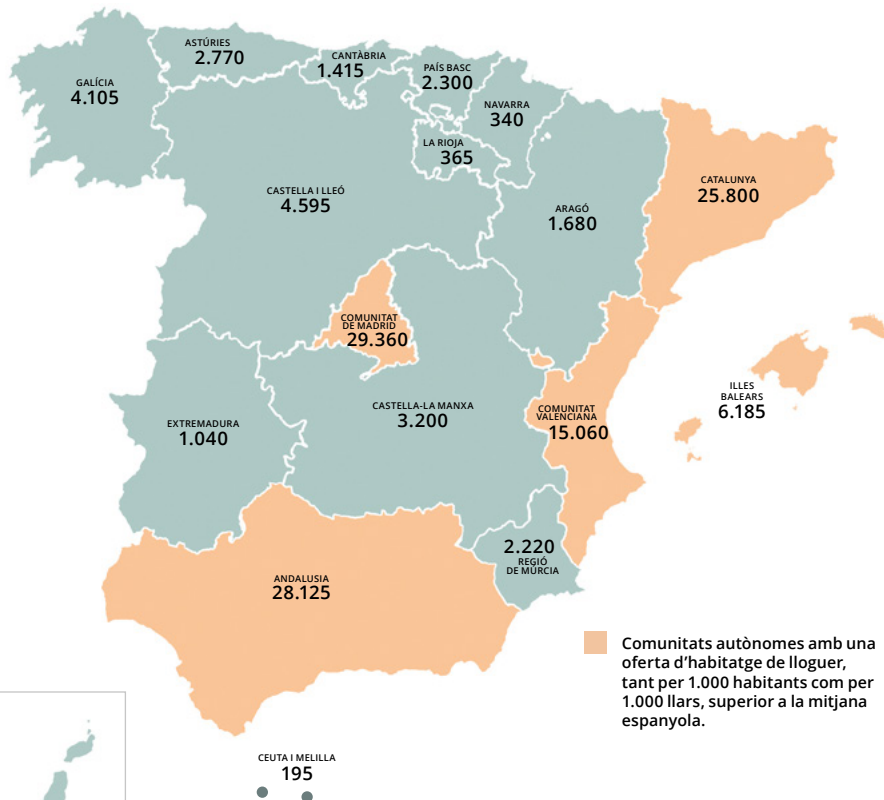 ASTÚRIES
2.770
CANTÀBRIA
1.415
PAÍS BASC
2.300
GALÍCIA
4.105
NAVARRA
340
LA RIOJA
365
CATALUNYA
25.800
CASTELLA I LLEÓ
4.595
ARAGÓ
1.680
COMUNITAT
DE MADRID
29.360
ILLES
BALEARS
6.185
CASTELLA-LA MANXA
3.200
COMUNITAT
VALENCIANA
15.060
EXTREMADURA
1.040
2.220
REGIÓ
DE MÚRCIA
ANDALUSIA
28.125
Comunitats autònomes amb una
oferta d’habitatge de lloguer,
tant per 1.000 habitants com per
1.000 llars, superior a la mitjana
espanyola.
CEUTA I MELILLA
195